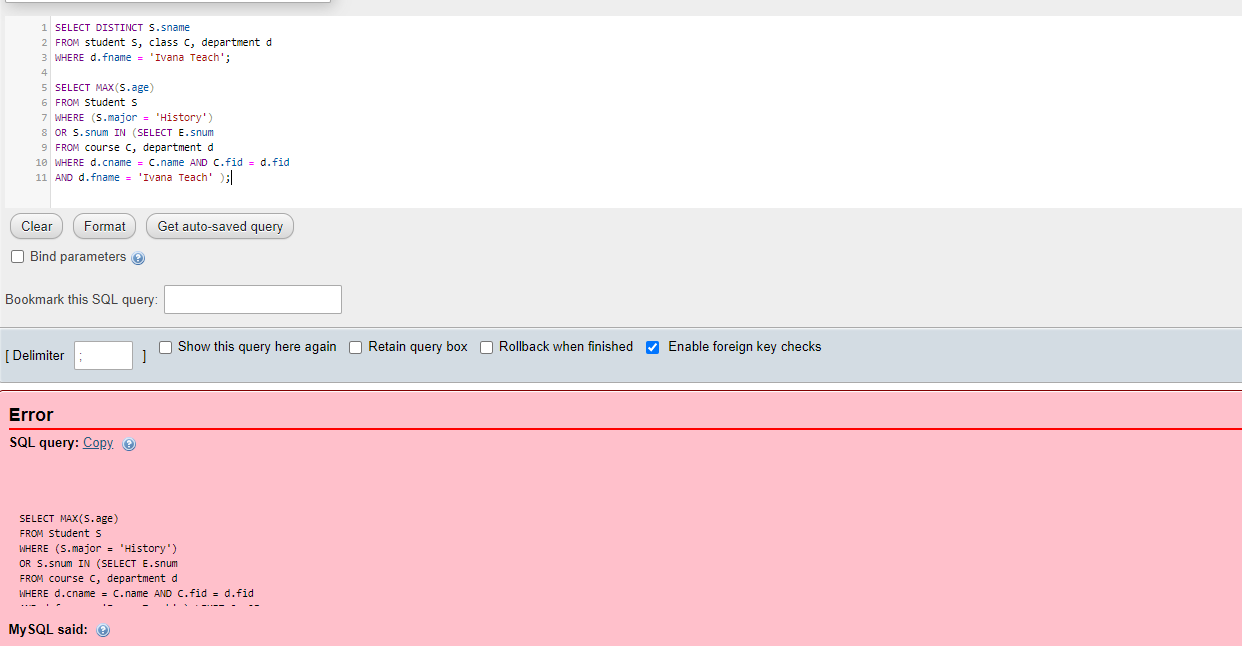 1 SELECT DISTINCT S.sname
2 FROM student S, class C, department d
3 WHERE d.fname = 'Ivana Teach';
4
5 SELECT MAX(S.age)
6 FROM Student S
7 WHERE (S.major = 'History')
8 OR S.snum IN (SELECT E.snum
9 FROM course C, department d
10 WHERE d.cname = C.name AND C.fid = d.fid
11 AND d.fname = 'Ivana Teach' );
Clear Format Get auto-saved query
Bind parameters
Bookmark this SQL query:
[ Delimiter ; ] Show this query here again Retain query box Rollback when finished Enable foreign key checks
Error
SQL query: Copy
SELECT MAX(S.age)
FROM Student S
WHERE (S.major = 'History')
OR S.snum IN (SELECT E.snum
FROM course C, department d
WHERE d.cname = C.name AND C.fid = d.fid
MySQL said: